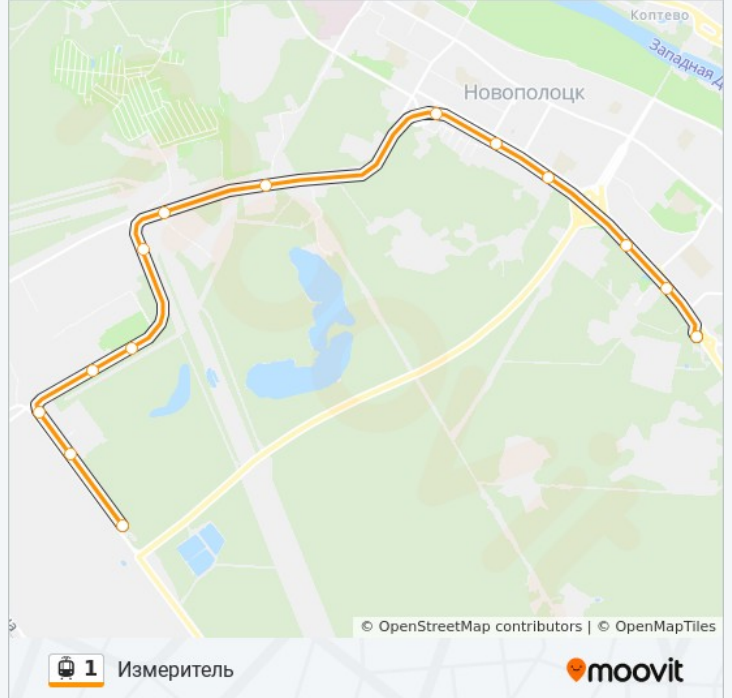 Коптево
Западная Д
Новополоцк
© OpenStreetMap contributors | © OpenMapTiles
1 Измеритель
moovit